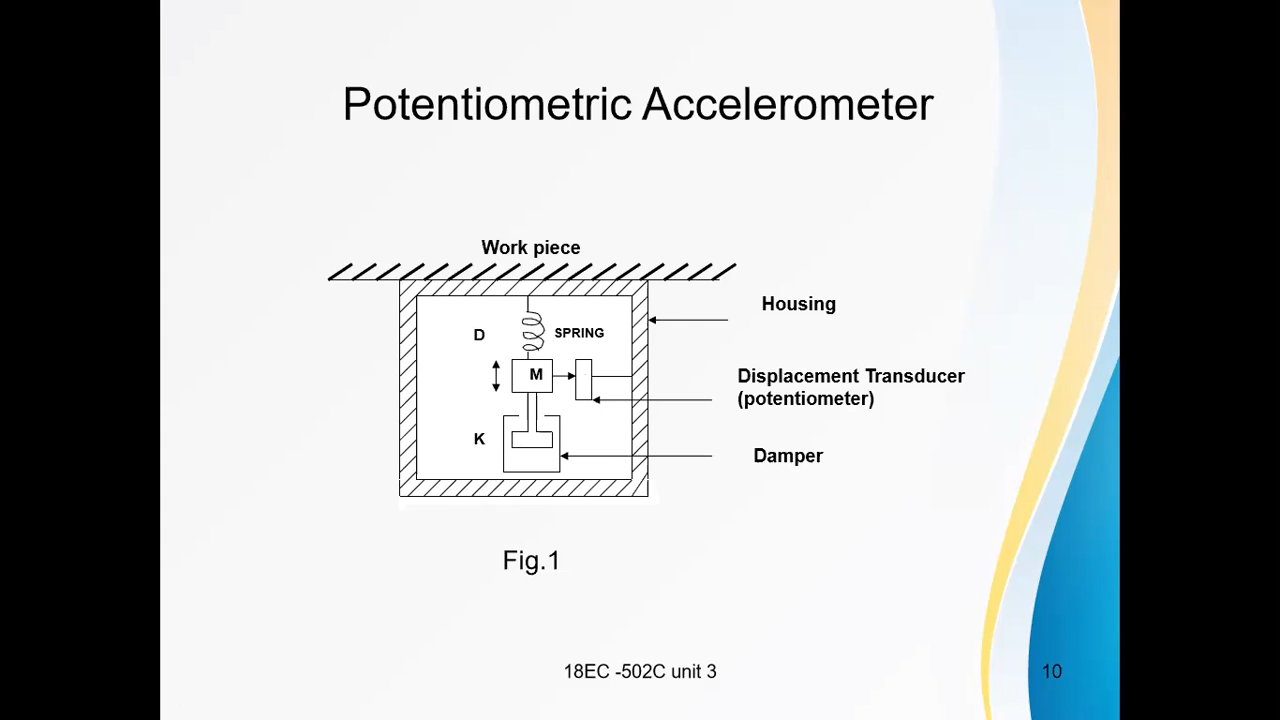 Potentiometric Accelerometer
Work piece
Housing
D
SPRING
M
Displacement Transducer
(potentiometer)
K
Damper
Fig.1
18EC -502C unit 3
10